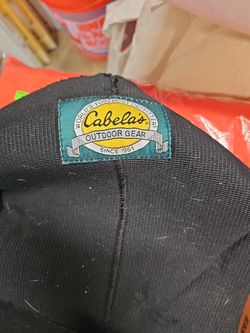 WORLD'S FOREMOST OUTFITTER
Cabela's
OUTDOOR GEAR
SINCE 1961